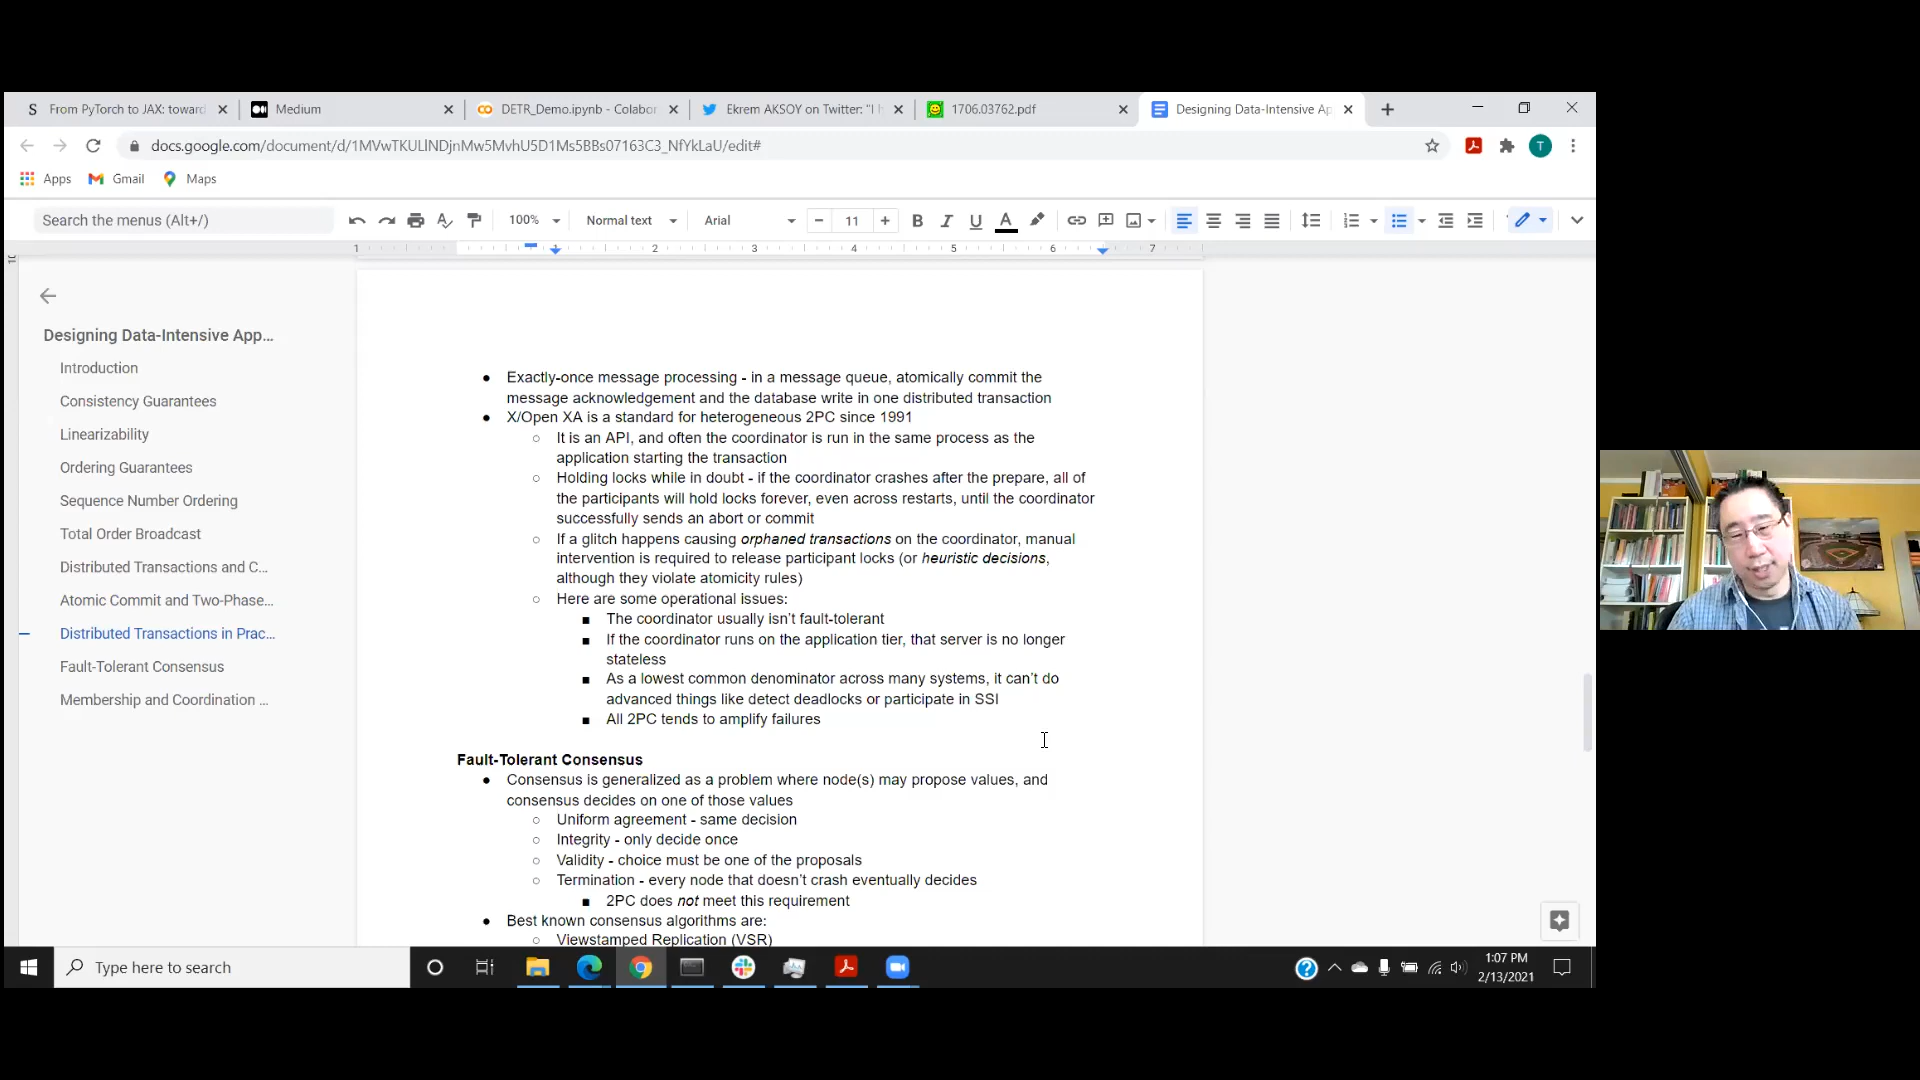 From PyTorch to JAX: toward
Medium
DETR_Demo.ipynb - Colabor
Ekrem AKSOY on Twitter: "I h
1706.03762.pdf
Designing Data-Intensive Ap
docs.google.com/document/d/1MVwTKULlNDjnMw5MvhU5D1Ms5BBs07163C3_NfYkLaU/edit#
T
Apps
Gmail
Maps
Search the menus (Alt+/)
100%
Normal text
Arial
11
B I U A
1 1 2 3 4 5 6 7
Designing Data-Intensive App...
Introduction
Consistency Guarantees
Linearizability
Ordering Guarantees
Sequence Number Ordering
Total Order Broadcast
Distributed Transactions and C...
Atomic Commit and Two-Phase...
Distributed Transactions in Prac...
Fault-Tolerant Consensus
Membership and Coordination ...
● Exactly-once message processing - in a message queue, atomically commit the
message acknowledgement and the database write in one distributed transaction
● X/Open XA is a standard for heterogeneous 2PC since 1991
○ It is an API, and often the coordinator is run in the same process as the
application starting the transaction
○ Holding locks while in doubt - if the coordinator crashes after the prepare, all of
the participants will hold locks forever, even across restarts, until the coordinator
successfully sends an abort or commit
○ If a glitch happens causing orphaned transactions on the coordinator, manual
intervention is required to release participant locks (or heuristic decisions,
although they violate atomicity rules)
○ Here are some operational issues:
■ The coordinator usually isn't fault-tolerant
■ If the coordinator runs on the application tier, that server is no longer
stateless
■ As a lowest common denominator across many systems, it can't do
advanced things like detect deadlocks or participate in SSI
■ All 2PC tends to amplify failures
Fault-Tolerant Consensus
● Consensus is generalized as a problem where node(s) may propose values, and
consensus decides on one of those values
○ Uniform agreement - same decision
○ Integrity - only decide once
○ Validity - choice must be one of the proposals
○ Termination - every node that doesn't crash eventually decides
■ 2PC does not meet this requirement
● Best known consensus algorithms are:
○ Viewstamped Replication (VSR)
Type here to search
1:07 PM
2/13/2021